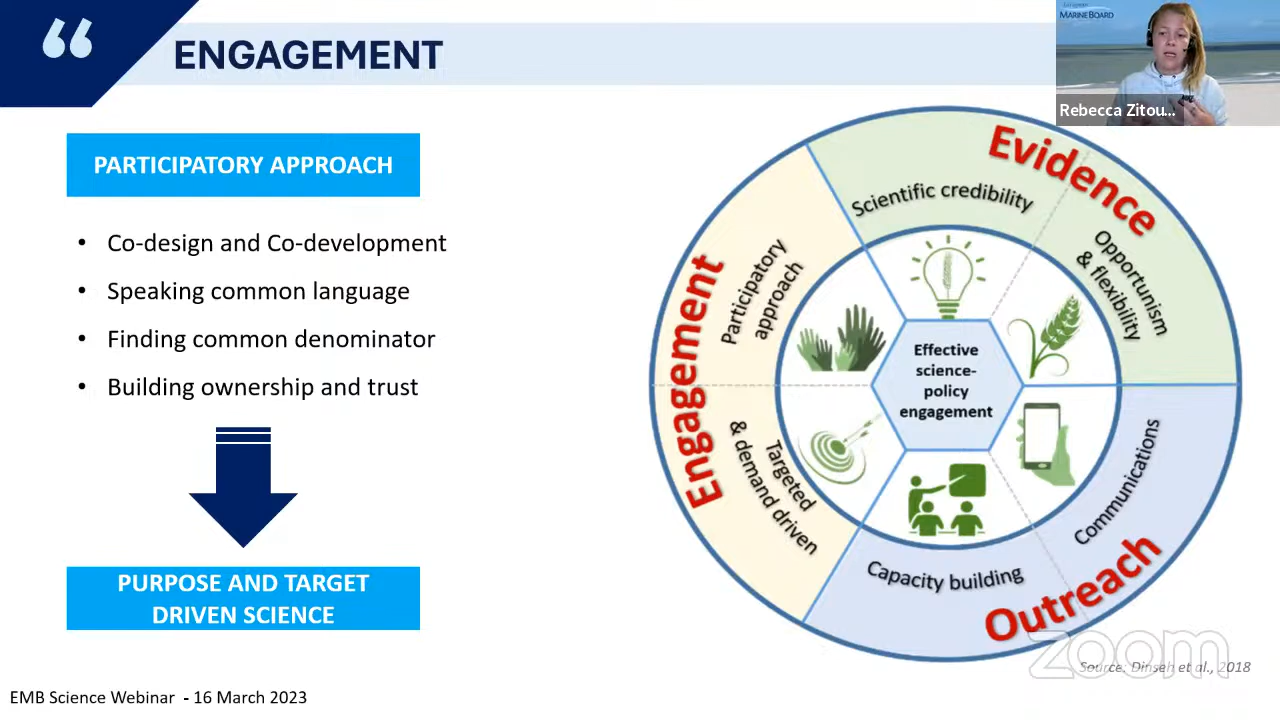 ENGAGEMENT
MARINE BOARD
Rebecca Zitou...
PARTICIPATORY APPROACH
• Co-design and Co-development
• Speaking common language
• Finding common denominator
• Building ownership and trust
PURPOSE AND TARGET
DRIVEN SCIENCE
Evidence
Scientific credibility
Opportunism
& flexibility
Engagement
Participatory
approach
Targeted
& demand driven
Effective
science-
policy
engagement
Communications
Capacity building
Outreach
zoom
Source: Dinseh et al., 2018
EMB Science Webinar - 16 March 2023